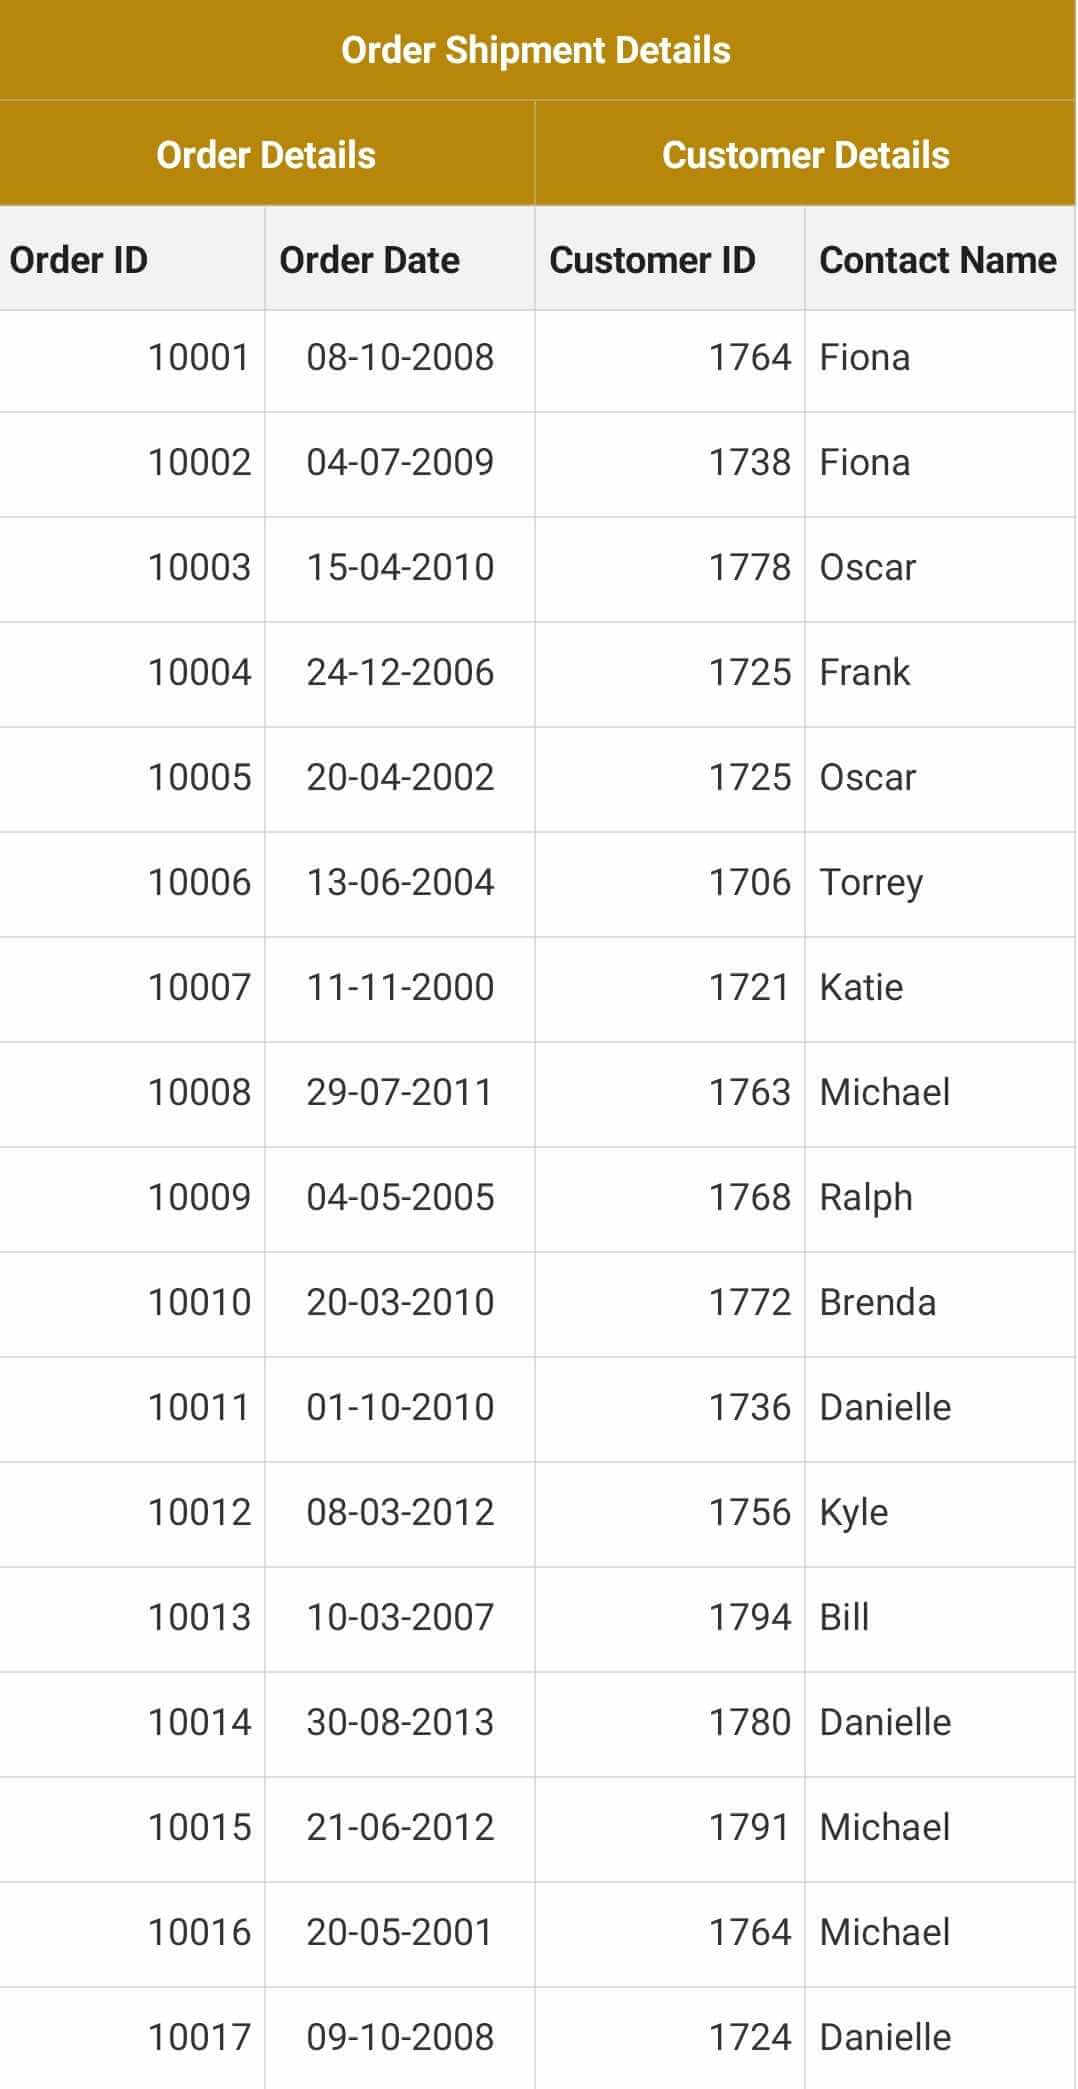 Order Shipment Details
Order Details Customer Details
Order ID Order Date Customer ID Contact Name
10001 08-10-2008 1764 Fiona
10002 04-07-2009 1738 Fiona
10003 15-04-2010 1778 Oscar
10004 24-12-2006 1725 Frank
10005 20-04-2002 1725 Oscar
10006 13-06-2004 1706 Torrey
10007 11-11-2000 1721 Katie
10008 29-07-2011 1763 Michael
10009 04-05-2005 1768 Ralph
10010 20-03-2010 1772 Brenda
10011 01-10-2010 1736 Danielle
10012 08-03-2012 1756 Kyle
10013 10-03-2007 1794 Bill
10014 30-08-2013 1780 Danielle
10015 21-06-2012 1791 Michael
10016 20-05-2001 1764 Michael
10017 09-10-2008 1724 Danielle